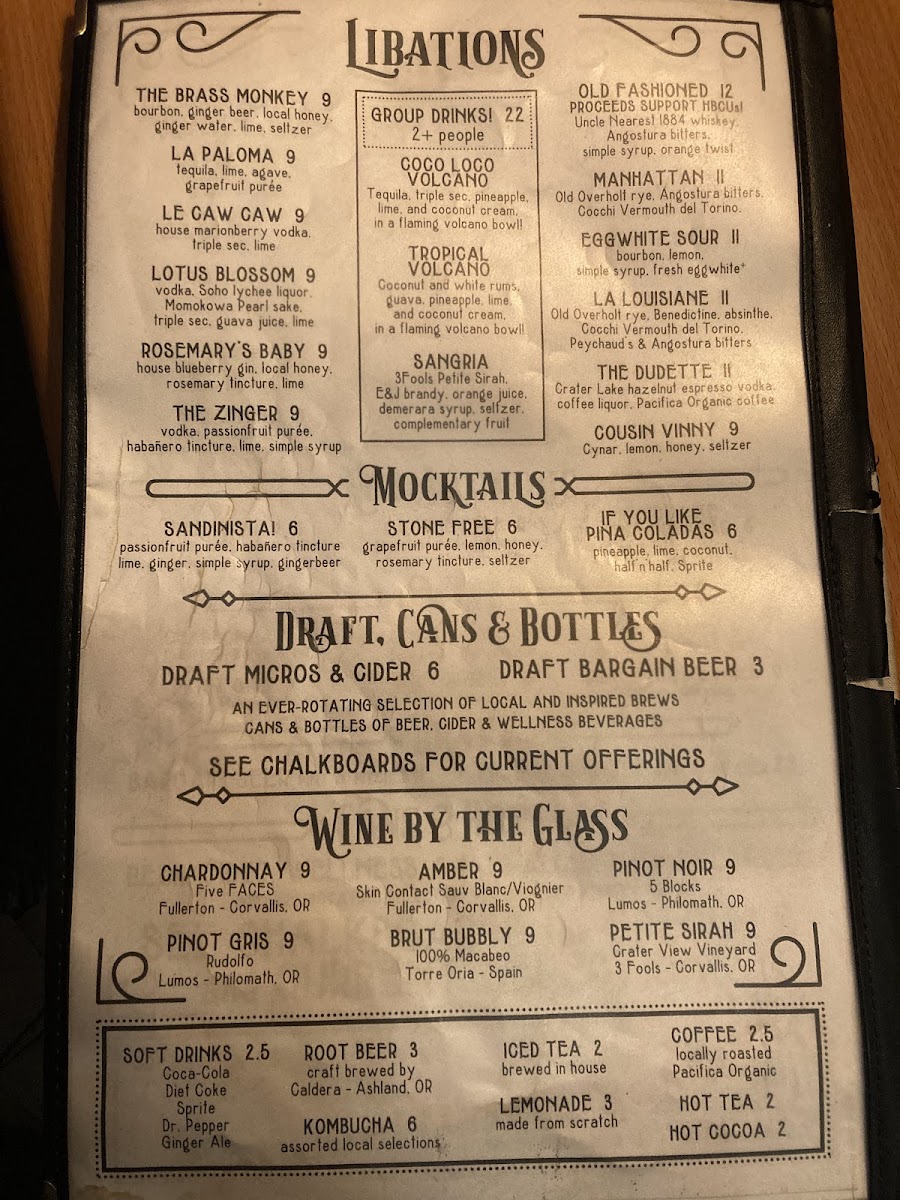 LIBATIONS
THE BRASS MONKEY 9
bourbon, ginger beer, local honey,
ginger water, lime, seltzer
LA PALOMA 9
tequila, lime, agave,
grapefruit purée
LE CAW CAW 9
house marionberry vodka,
triple sec, lime
LOTUS BLOSSOM 9
vodka, Soho lychee liquor,
Momokowa Pearl sake,
triple sec, guava juice, lime
ROSEMARY'S BABY 9
house blueberry gin, local honey,
rosemary tincture, lime
THE ZINGER 9
vodka, passionfruit purée,
habañero tincture, lime, simple syrup
GROUP DRINKS! 22
2+ people
COCO LOCO
VOLCANO
Tequila, triple sec, pineapple,
lime, and coconut cream,
in a flaming volcano bowl!
TROPICAL
VOLCANO
Coconut and white rums,
guava, pineapple, lime,
and coconut cream,
in a flaming volcano bowl!
SANGRIA
3Fools Petite Sirah,
E&J brandy, orange juice,
demerara syrup, seltzer,
complementary fruit
OLD FASHIONED 12
PROCEEDS SUPPORT HBCUs!
Uncle Nearest 1884 whiskey,
Angostura bitters,
simple syrup, orange twist
MANHATTAN 11
Old Overholt rye, Angostura bitters,
Cocchi Vermouth del Torino.
EGGWHITE SOUR 11
bourbon, lemon,
simple syrup, fresh eggwhite*
LA LOUISIANE 11
Old Overholt rye, Benedictine, absinthe,
Cocchi Vermouth del Torino,
Peychaud's & Angostura bitters
THE DUDETTE 11
Crater Lake hazelnut espresso vodka,
coffee liquor, Pacifica Organic coffee
COUSIN VINNY 9
Cynar, lemon, honey, seltzer
MOCKTAILS
SANDINISTA! 6
passionfruit purée, habañero tincture
lime, ginger, simple syrup, gingerbeer
STONE FREE 6
grapefruit purée, lemon, honey,
rosemary tincture, seltzer
IF YOU LIKE
PINA COLADAS 6
pineapple, lime, coconut,
half n half, Sprite
DRAFT, CANS & BOTTLES
DRAFT MICROS & CIDER 6
DRAFT BARGAIN BEER 3
AN EVER-ROTATING SELECTION OF LOCAL AND INSPIRED BREWS
CANS & BOTTLES OF BEER, CIDER & WELLNESS BEVERAGES
SEE CHALKBOARDS FOR CURRENT OFFERINGS
WINE BY THE GLASS
CHARDONNAY 9
Five FACES
Fullerton - Corvallis, OR
AMBER 9
Skin Contact Sauv Blanc/Viognier
Fullerton - Corvallis, OR
PINOT NOIR 9
5 Blocks
Lumos - Philomath, OR
PINOT GRIS 9
Rudolfo
Lumos - Philomath, OR
BRUT BUBBLY 9
100% Macabeo
Torre Oria - Spain
PETITE SIRAH 9
Crater View Vineyard
3 Fools - Corvallis, OR
SOFT DRINKS 2.5
Coca-Cola
Diet Coke
Sprite
Dr. Pepper
Ginger Ale
ROOT BEER 3
craft brewed by
Caldera - Ashland, OR
KOMBUCHA 6
assorted local selections
ICED TEA 2
brewed in house
LEMONADE 3
made from scratch
COFFEE 2.5
locally roasted
Pacifica Organic
HOT TEA 2
HOT COCOA 2